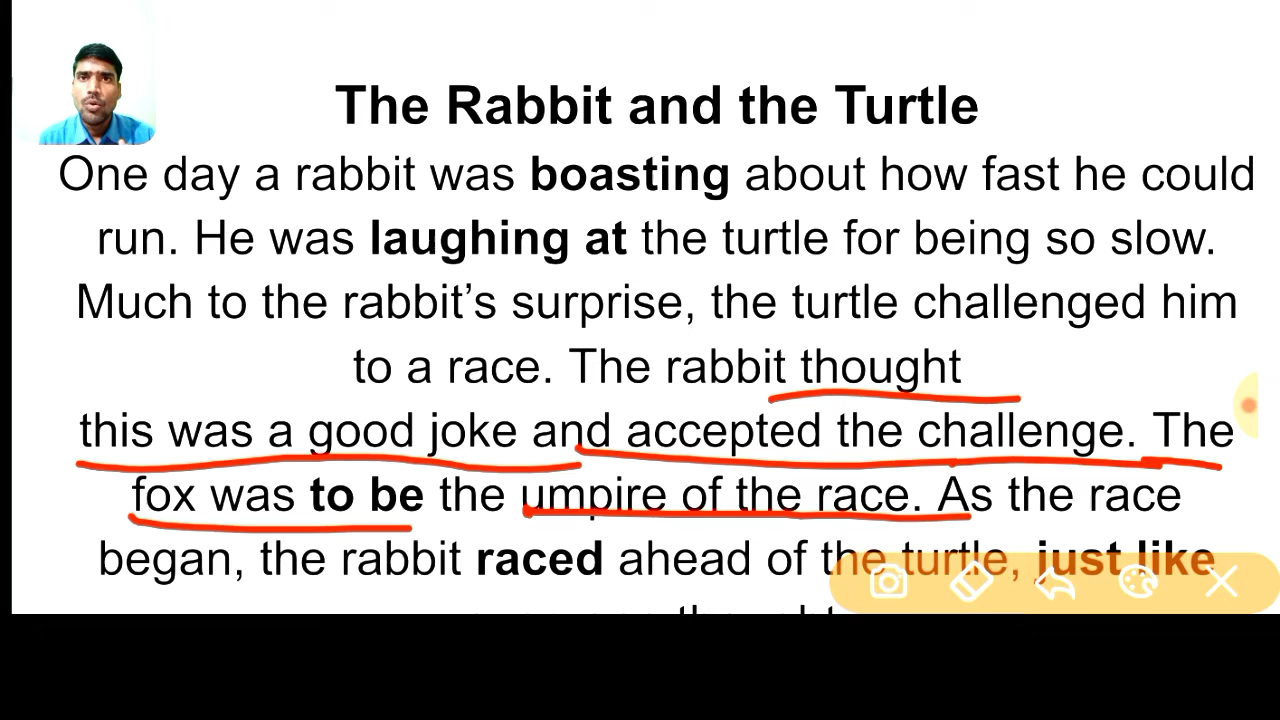 The Rabbit and the Turtle
One day a rabbit was boasting about how fast he could
run. He was laughing at the turtle for being so slow.
Much to the rabbit’s surprise, the turtle challenged him
to a race. The rabbit thought
this was a good joke and accepted the challenge. The
fox was to be the umpire of the race. As the race
began, the rabbit raced ahead of the turtle, just like